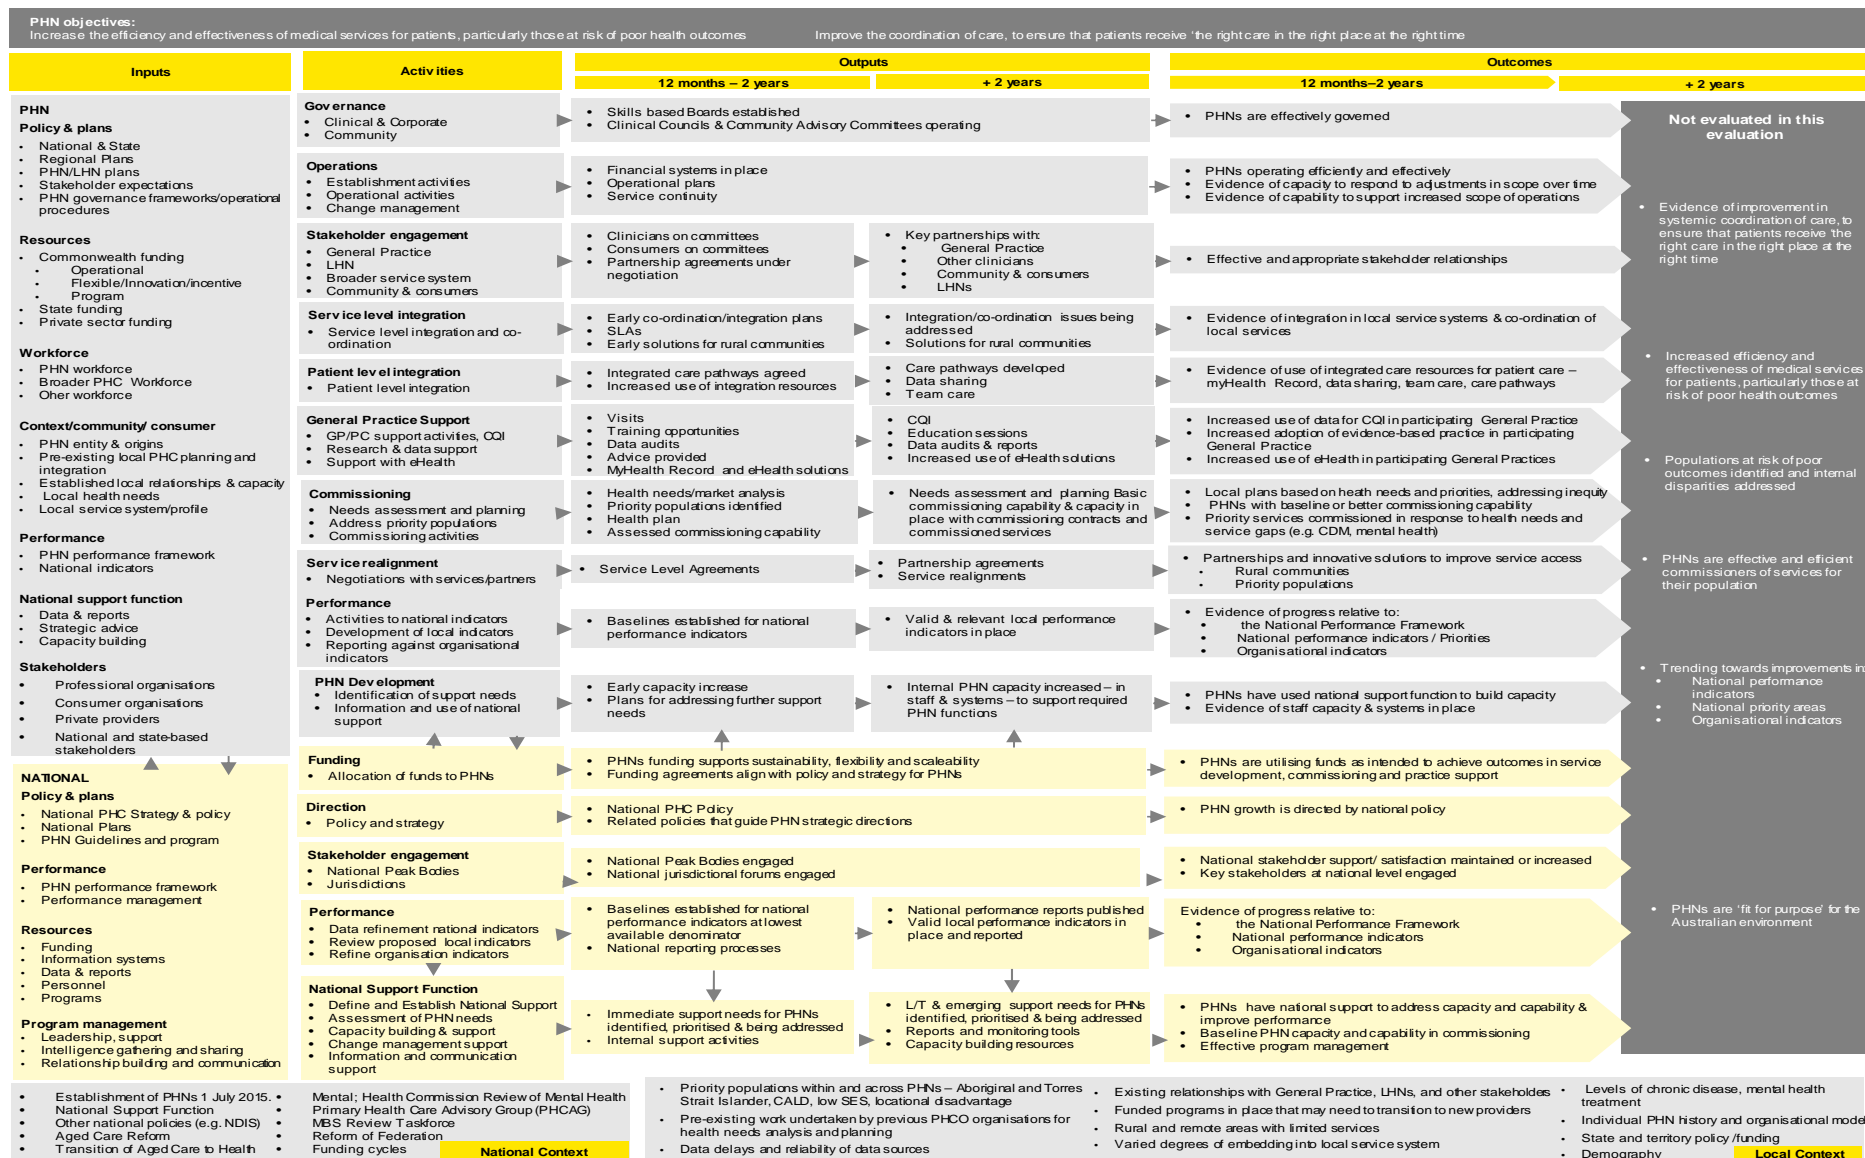 PHN objectives:
Increase the efficiency and effectiveness of medical services for patients, particularly those at risk of poor health outcomes
Improve the coordination of care, to ensure that patients receive 'the right care in the right place at the right time
Inputs
PHN
Policy & plans
• National & State
• Regional Plans
• PHN/LHN plans
• Stakeholder expectations
• PHN governance frameworks/operational
procedures
Resources
• Commonwealth funding
• Operational
• Flexible/Innovation/incentive
• Program
• State funding
• Private sector funding
Workforce
• PHN workforce
• Broader PHC Workforce
• Oher workforce
Context/community/ consumer
• PHN entity & origins
• Pre-existing local PHC planning and
integration
• Established local relationships & capacity
• Local health needs
• Local service system/profile
Performance
• PHN performance framework
• National indicators
National support function
• Data & reports
• Strategic advice
• Capacity building
Stakeholders
• Professional organisations
• Consumer organisations
• Private providers
• National and state-based
stakeholders
NATIONAL
Policy & plans
• National PHC Strategy & policy
• National Plans
• PHN Guidelines and program
Performance
• PHN performance framework
• Performance management
Resources
• Funding
• Information systems
• Data & reports
• Personnel
• Programs
Program management
• Leadership, support
• Intelligence gathering and sharing
• Relationship building and communication
Activities
Outputs
12 months – 2 years
+ 2 years
Outcomes
12 months–2 years
+ 2 years
Governance
• Clinical & Corporate
• Community
• Skills based Boards established
• Clinical Councils & Community Advisory Committees operating
• PHNs are effectively governed
Operations
• Establishment activities
• Operational activities
• Change management
• Financial systems in place
• Operational plans
• Service continuity
• PHNs operating efficiently and effectively
• Evidence of capacity to respond to adjustments in scope over time
• Evidence of capability to support increased scope of operations
Stakeholder engagement
• General Practice
• LHN
• Broader service system
• Community & consumers
• Clinicians on committees
• Consumers on committees
• Partnership agreements under
negotiation
• Key partnerships with:
• General Practice
• Other clinicians
• Community & consumers
• LHNs
• Effective and appropriate stakeholder relationships
Service level integration
• Service level integration and co-
ordination
• Early co-ordination/integration plans
• SLAs
• Early solutions for rural communities
• Integration/co-ordination issues being
addressed
• Solutions for rural communities
• Evidence of integration in local service systems & co-ordination of
local services
Patient level integration
• Patient level integration
• Integrated care pathways agreed
• Increased use of integration resources
• Care pathways developed
• Data sharing
• Team care
• Evidence of use of integrated care resources for patient care –
myHealth Record, data sharing, team care, care pathways
General Practice Support
• GP/PC support activities, CQI
• Research & data support
• Support with eHealth
• Visits
• Training opportunities
• Data audits
• Advice provided
• MyHealth Record and eHealth solutions
• CQI
• Education sessions
• Data audits & reports
• Increased use of eHealth solutions
• Increased use of data for CQI in participating General Practice
• Increased adoption of evidence-based practice in participating
General Practice
• Increased use of eHealth in participating General Practices
Commissioning
• Needs assessment and planning
• Address priority populations
• Commissioning activities
• Health needs/market analysis
• Priority populations identified
• Health plan
• Assessed commissioning capability
• Needs assessment and planning Basic
commissioning capability & capacity in
place with commissioning contracts and
commissioned services
• Local plans based on heath needs and priorities, addressing inequity
• PHNs with baseline or better commissioning capability
• Priority services commissioned in response to health needs and
service gaps (e.g. CDM, mental health)
Service realignment
• Negotiations with services/partners
• Service Level Agreements
• Partnership agreements
• Service realignments
• Partnerships and innovative solutions to improve service access
• Rural communities
• Priority populations
Performance
• Activities to national indicators
• Development of local indicators
• Reporting against organisational
indicators
• Baselines established for national
performance indicators
• Valid & relevant local performance
indicators in place
• Evidence of progress relative to:
• the National Performance Framework
• National performance indicators / Priorities
• Organisational indicators
PHN Development
• Identification of support needs
• Information and use of national
support
• Early capacity increase
• Plans for addressing further support
needs
• Internal PHN capacity increased – in
staff & systems – to support required
PHN functions
• PHNs have used national support function to build capacity
• Evidence of staff capacity & systems in place
Funding
• Allocation of funds to PHNs
• PHNs funding supports sustainability, flexibility and scaleability
• Funding agreements align with policy and strategy for PHNs
• PHNs are utilising funds as intended to achieve outcomes in service
development, commissioning and practice support
Direction
• Policy and strategy
• National PHC Policy
• Related policies that guide PHN strategic directions
• PHN growth is directed by national policy
Stakeholder engagement
• National Peak Bodies
• Jurisdictions
• National Peak Bodies engaged
• National jurisdictional forums engaged
• National stakeholder support/ satisfaction maintained or increased
• Key stakeholders at national level engaged
Performance
• Data refinement national indicators
• Review proposed local indicators
• Refine organisation indicators
• Baselines established for national
performance indicators at lowest
available denominator
• National reporting processes
• National performance reports published
• Valid local performance indicators in
place and reported
Evidence of progress relative to:
• the National Performance Framework
• National performance indicators
• Organisational indicators
National Support Function
• Define and Establish National Support
• Assessment of PHN needs
• Capacity building & support
• Change management support
• Information and communication
support
• Immediate support needs for PHNs
identified, prioritised & being addressed
• Internal support activities
• L/T & emerging support needs for PHNs
identified, prioritised & being addressed
• Reports and monitoring tools
• Capacity building resources
• PHNs have national support to address capacity and capability &
improve performance
• Baseline PHN capacity and capability in commissioning
• Effective program management
Not evaluated in this
evaluation
• Evidence of improvement in
systemic coordination of care, to
ensure that patients receive 'the
right care in the right place at the
right time
• Increased efficiency and
effectiveness of medical services
for patients, particularly those at
risk of poor health outcomes
• Populations at risk of poor
outcomes identified and internal
disparities addressed
• PHNs are effective and efficient
commissioners of services for
their population
• Trending towards improvements in:
• National performance
indicators
• National priority areas
• Organisational indicators
• PHNs are 'fit for purpose' for the
Australian environment
• Establishment of PHNs 1 July 2015.
• National Support Function
• Other national policies (e.g. NDIS)
• Aged Care Reform
• Transition of Aged Care to Health
• Mental; Health Commission Review of Mental Health
Primary Health Care Advisory Group (PHCAG)
• MBS Review Taskforce
• Reform of Federation
• Funding cycles
National Context
• Priority populations within and across PHNs – Aboriginal and Torres
Strait Islander, CALD, low SES, locational disadvantage
• Pre-existing work undertaken by previous PHCO organisations for
health needs analysis and planning
• Data delays and reliability of data sources
• Existing relationships with General Practice, LHNs, and other stakeholders
• Funded programs in place that may need to transition to new providers
• Rural and remote areas with limited services
• Varied degrees of embedding into local service system
• Levels of chronic disease, mental health
treatment
• Individual PHN history and organisational model
• State and territory policy /funding
• Demography
Local Context